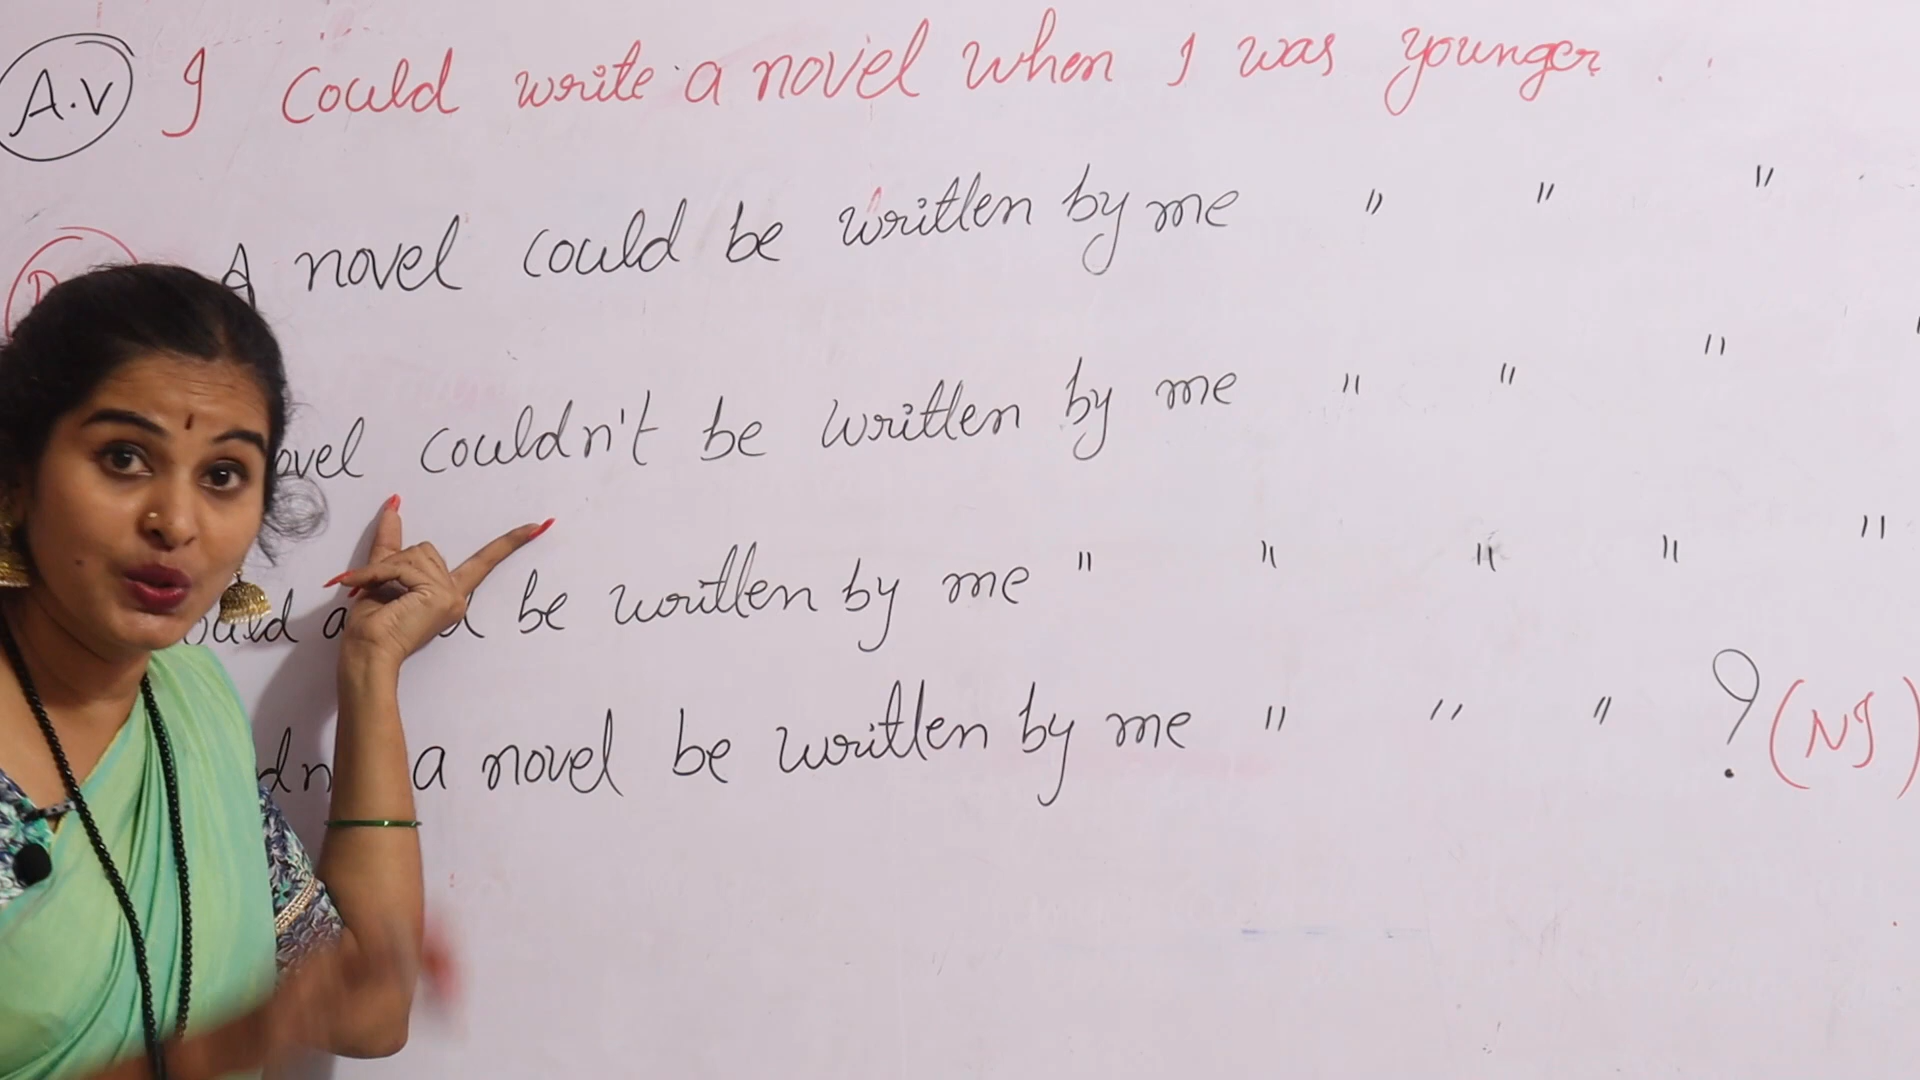 A.V I could write a novel when I was younger.
A novel could be written by me " " "
couldn't be written by me " " "
be written by me " " " " "
a novel be written by me " " " ? (NI)